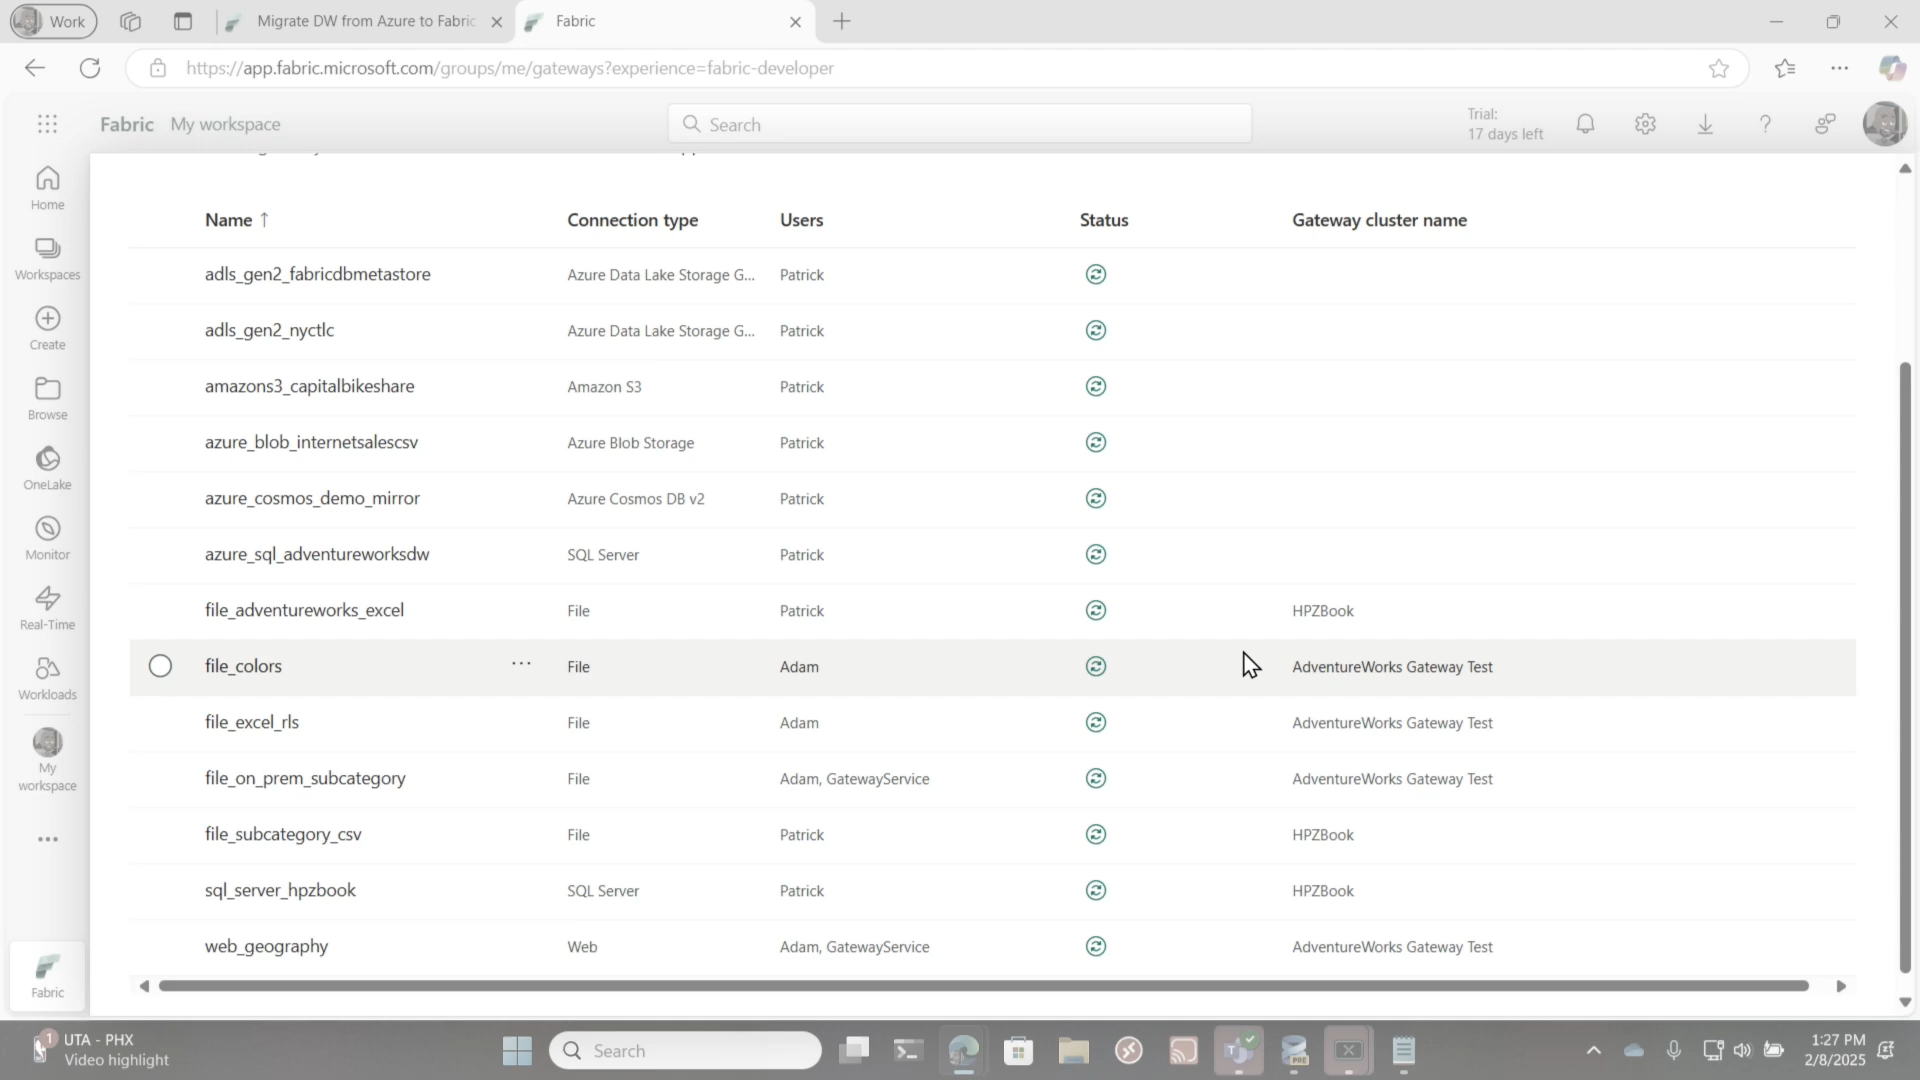 Work
Migrate DW from Azure to Fabric
Fabric
https://app.fabric.microsoft.com/groups/me/gateways?experience=fabric-developer
Fabric My workspace
Search
Trial:
17 days left
Home
Workspaces
Create
Browse
OneLake
Monitor
Real-Time
Workloads
My
workspace
Fabric
Name ↑ Connection type Users Status Gateway cluster name
adls_gen2_fabricdbmetastore Azure Data Lake Storage G... Patrick
adls_gen2_nyctlc Azure Data Lake Storage G... Patrick
amazons3_capitalbikeshare Amazon S3 Patrick
azure_blob_internetsalescsv Azure Blob Storage Patrick
azure_cosmos_demo_mirror Azure Cosmos DB v2 Patrick
azure_sql_adventureworksdw SQL Server Patrick
file_adventureworks_excel File Patrick HPZBook
file_colors ... File Adam AdventureWorks Gateway Test
file_excel_rls File Adam AdventureWorks Gateway Test
file_on_prem_subcategory File Adam, GatewayService AdventureWorks Gateway Test
file_subcategory_csv File Patrick HPZBook
sql_server_hpzbook SQL Server Patrick HPZBook
web_geography Web Adam, GatewayService AdventureWorks Gateway Test
1
UTA - PHX
Video highlight
Search
PRE
1:27 PM
2/8/2025